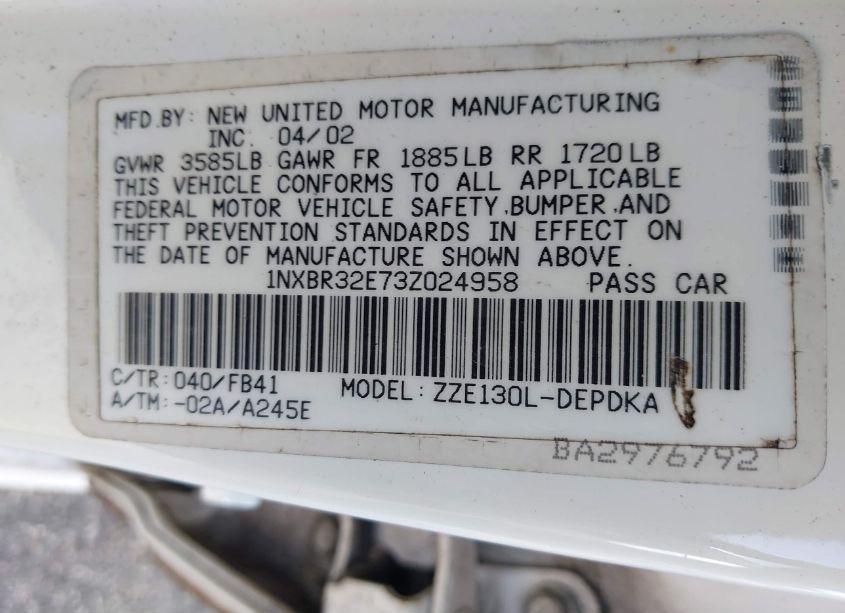 MFD.BY: NEW UNITED MOTOR MANUFACTURING
INC. 04/02
GVWR 3585LB GAWR FR 1885LB RR 1720LB
THIS VEHICLE CONFORMS TO ALL APPLICABLE
FEDERAL MOTOR VEHICLE SAFETY,BUMPER,AND
THEFT PREVENTION STANDARDS IN EFFECT ON
THE DATE OF MANUFACTURE SHOWN ABOVE.
1NXBR32E73Z024958 PASS CAR
C/TR: 040/FB41 MODEL: ZZE130L-DEPDKA
A/TM: -02A/A245E
BA2976792